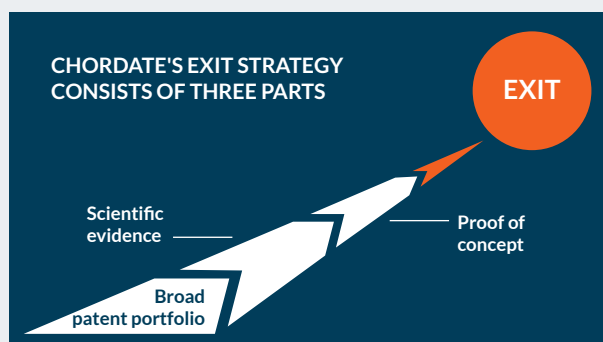 CHORDATE'S EXIT STRATEGY
CONSISTS OF THREE PARTS
EXIT
Scientific
evidence
Proof of
concept
Broad
patent portfolio